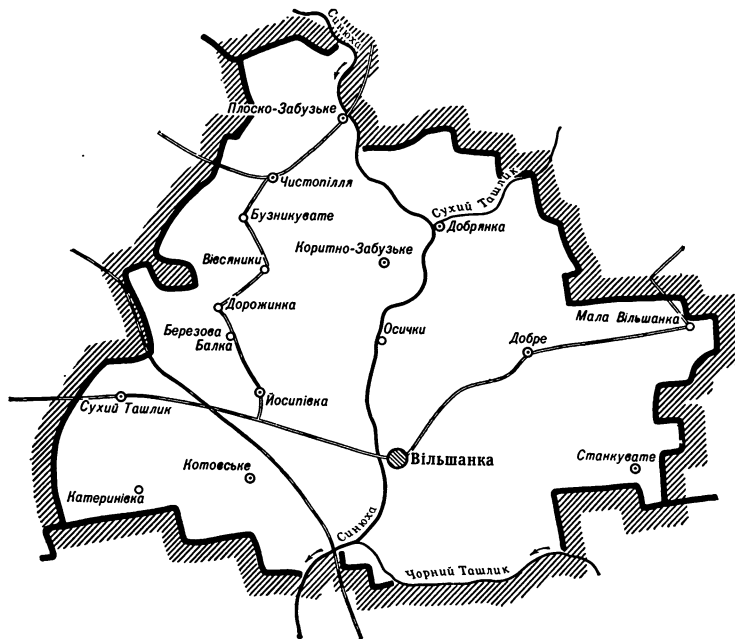 Синюха
Плоско-Забузьке
Чистопілля
Сухий Ташлик
Бузникувате
Добрянка
Вівсяники
Коритно-Забузьке
Дорожинка
Мала Вільшанка
Березова
Балка
Осички
Добре
Йосипівка
Сухий Ташлик
Вільшанка
Станкувате
Котовське
Катеринівка
Синюха
Чорний Ташлик